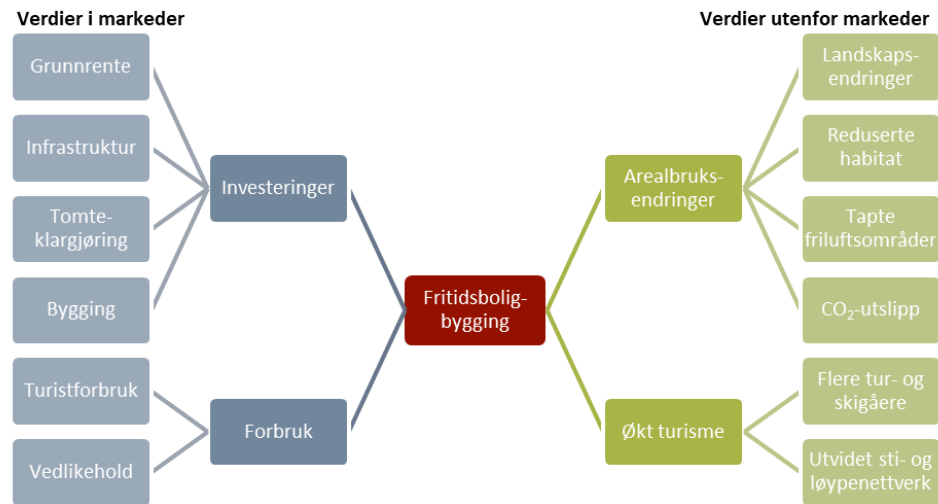 Verdier i markeder
Grunnrente
Infrastruktur
Tomte-
klargjøring
Bygging
Turistforbruk
Vedlikehold
Investeringer
Forbruk
Fritidsbolig-
bygging
Verdier utenfor markeder
Arealbruks-
endringer
Økt turisme
Landskaps-
endringer
Reduserte
habitat
Tapte
friluftsområder
CO₂-utslipp
Flere tur- og
skigåere
Utvidet sti- og
løypenettverk